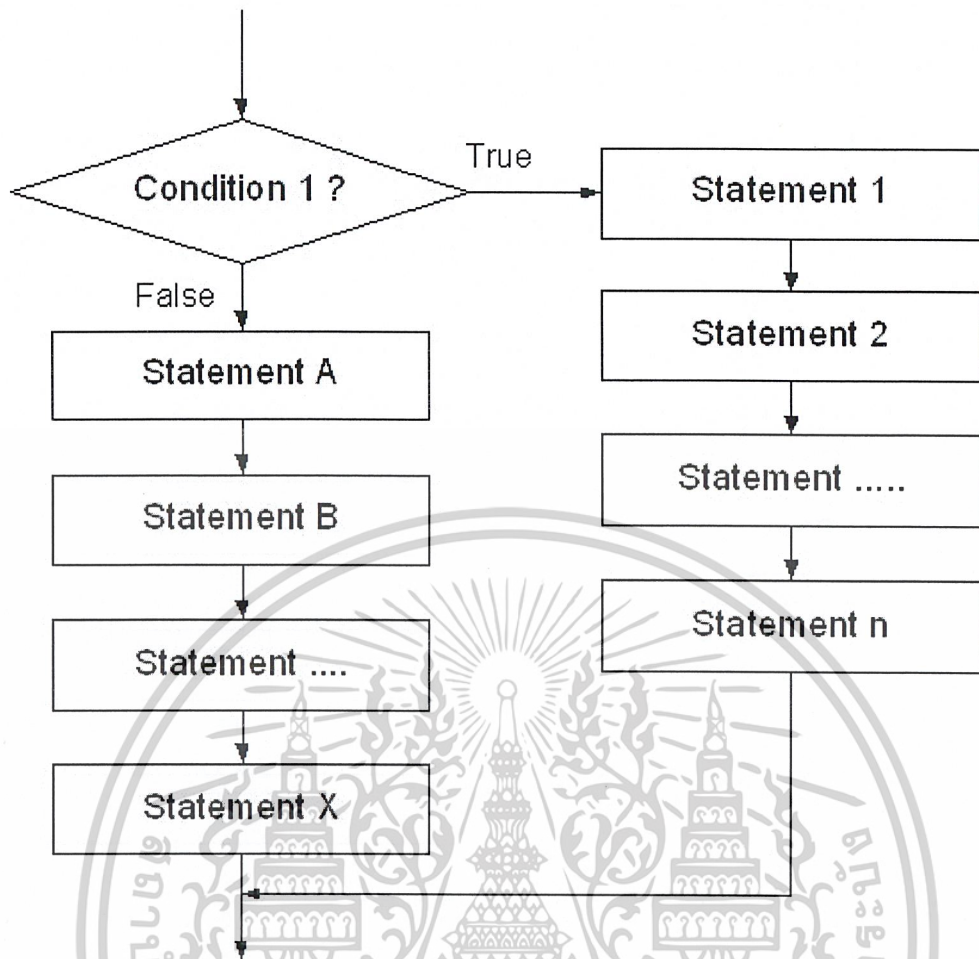 True
Condition 1 ?
Statement 1
False
Statement 2
Statement A
Statement .....
Statement B
Statement n
Statement ....
Statement X